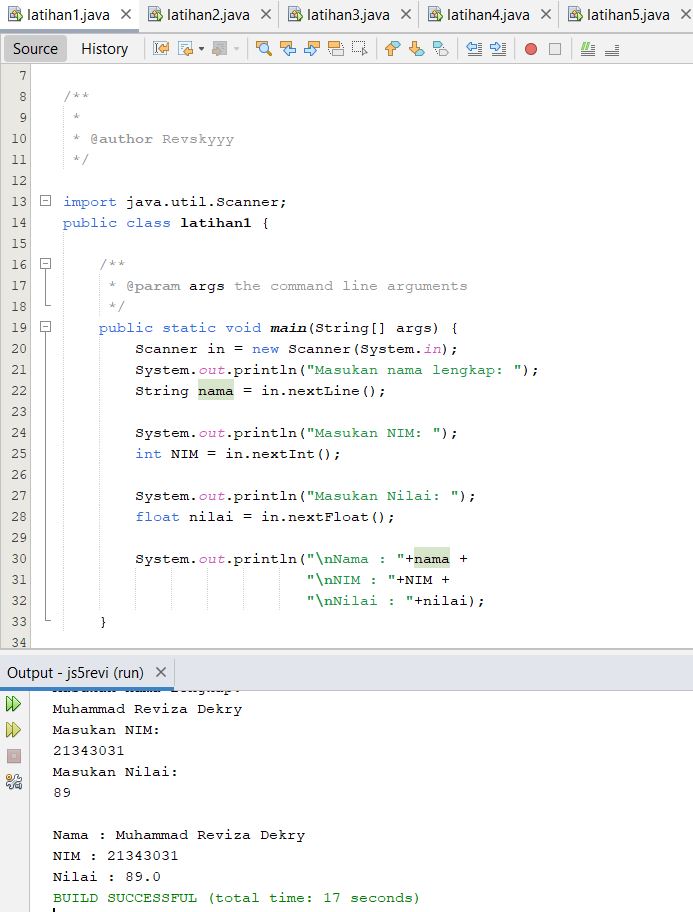 latihan1.java × latihan2.java × latihan3.java × latihan4.java × latihan5.java ×
Source History
7
8 /**
9 *
10 * @author Revskyyy
11 */
12
13 import java.util.Scanner;
14 public class latihan1 {
15
16 /**
17 * @param args the command line arguments
18 */
19 public static void main(String[] args) {
20 Scanner in = new Scanner(System.in);
21 System.out.println("Masukan nama lengkap: ");
22 String nama = in.nextLine();
23
24 System.out.println("Masukan NIM: ");
25 int NIM = in.nextInt();
26
27 System.out.println("Masukan Nilai: ");
28 float nilai = in.nextFloat();
29
30 System.out.println("\nNama : "+nama +
31 "\nNIM : "+NIM +
32 "\nNilai : "+nilai);
33 }
34
Output - js5revi (run) ×
Masukan nama lengkap:
Muhammad Reviza Dekry
Masukan NIM:
21343031
Masukan Nilai:
89
Nama : Muhammad Reviza Dekry
NIM : 21343031
Nilai : 89.0
BUILD SUCCESSFUL (total time: 17 seconds)